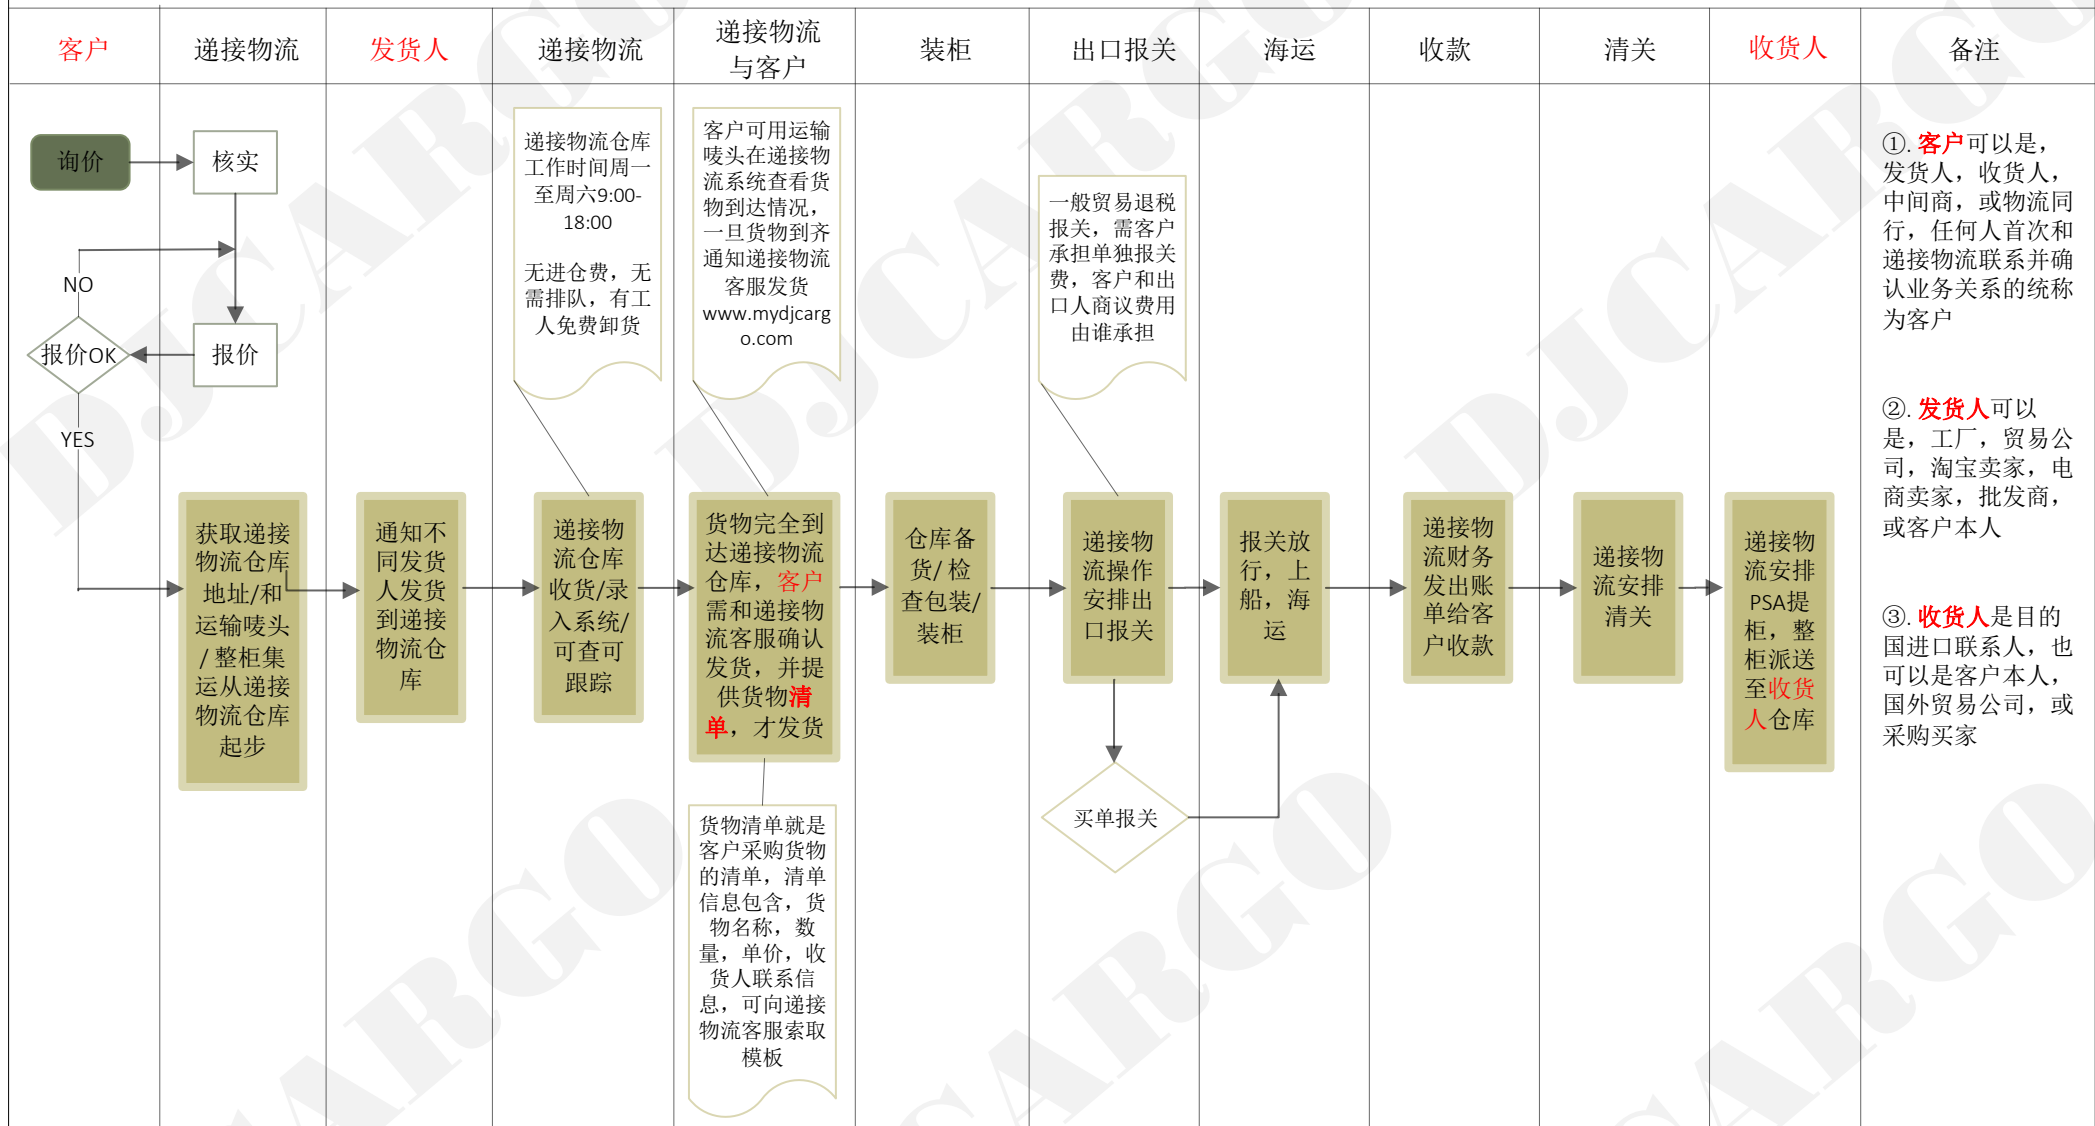 客户
递接物流
发货人
递接物流
递接物流
与客户
装柜
出口报关
海运
收款
清关
收货人
备注
询价
核实
NO
报价OK
报价
YES
递接物流仓库
工作时间周一
至周六9:00-
18:00
无进仓费，无
需排队，有工
人免费卸货
客户可用运输
唛头在递接物
流系统查看货
物到达情况，
一旦货物到齐
通知递接物流
客服发货
www.mydjcarg
o.com
一般贸易退税
报关，需客户
承担单独报关
费，客户和出
口人商议费用
由谁承担
获取递接
物流仓库
地址/和
运输唛头
/ 整柜集
运从递接
物流仓库
起步
通知不
同发货
人发货
到递接
物流仓
库
递接物
流仓库
收货/录
入系统/
可查可
跟踪
货物完全到
达递接物流
仓库，客户
需和递接物
流客服确认
发货，并提
供货物清
单，才发货
仓库备
货/ 检
查包装/
装柜
递接物
流操作
安排出
口报关
报关放
行，上
船，海
运
递接物
流财务
发出账
单给客
户收款
递接物
流安排
清关
递接物
流安排
PSA提
柜，整
柜派送
至收货
人仓库
买单报关
货物清单就是
客户采购货物
的清单，清单
信息包含，货
物名称，数
量，单价，收
货人联系信
息，可向递接
物流客服索取
模板
①. 客户可以是，
发货人，收货人，
中间商，或物流同
行，任何人首次和
递接物流联系并确
认业务关系的统称
为客户
②. 发货人可以
是，工厂，贸易公
司，淘宝卖家，电
商卖家，批发商，
或客户本人
③. 收货人是目的
国进口联系人，也
可以是客户本人，
国外贸易公司，或
采购买家
DJCARGO
DJCARGO
DJCARGO
CARGO
CARGO
CARGO